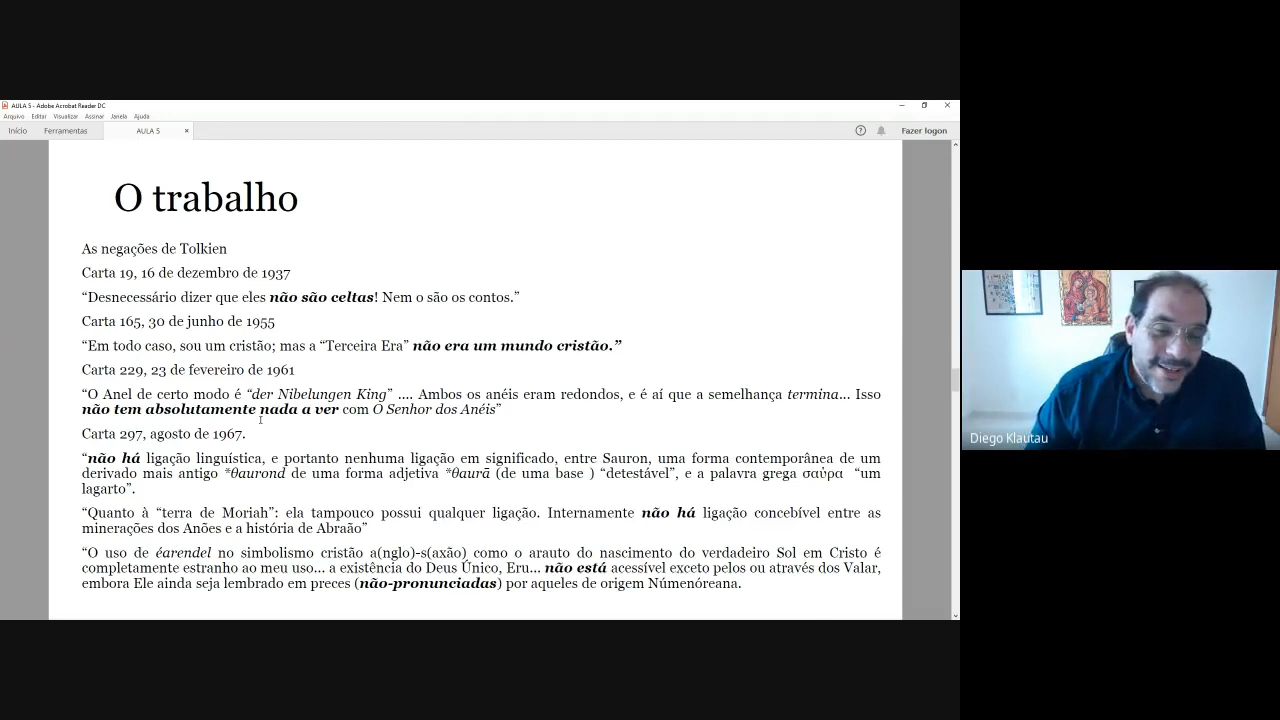 AULA 5 - Adobe Acrobat Reader DC
Arquivo Editar Visualizar Assinar Janela Ajuda
Início Ferramentas AULA 5 × Fazer logon
O trabalho
As negações de Tolkien
Carta 19, 16 de dezembro de 1937
“Desnecessário dizer que eles não são celtas! Nem o são os contos.”
Carta 165, 30 de junho de 1955
“Em todo caso, sou um cristão; mas a “Terceira Era” não era um mundo cristão.”
Carta 229, 23 de fevereiro de 1961
“O Anel de certo modo é “der Nibelungen King” .... Ambos os anéis eram redondos, e é aí que a semelhança termina... Isso
não tem absolutamente nada a ver com O Senhor dos Anéis”
Carta 297, agosto de 1967.
“não há ligação linguística, e portanto nenhuma ligação em significado, entre Sauron, uma forma contemporânea de um
derivado mais antigo *θaurond de uma forma adjetiva *θaurā (de uma base ) “detestável”, e a palavra grega σαὑρα “um
lagarto”.
“Quanto à “terra de Moriah”: ela tampouco possui qualquer ligação. Internamente não há ligação concebível entre as
minerações dos Anões e a história de Abraão”
“O uso de éarendel no simbolismo cristão a(nglo)-s(axão) como o arauto do nascimento do verdadeiro Sol em Cristo é
completamente estranho ao meu uso... a existência do Deus Único, Eru... não está acessível exceto pelos ou através dos Valar,
embora Ele ainda seja lembrado em preces (não-pronunciadas) por aqueles de origem Númenóreana.
Diego Klautau